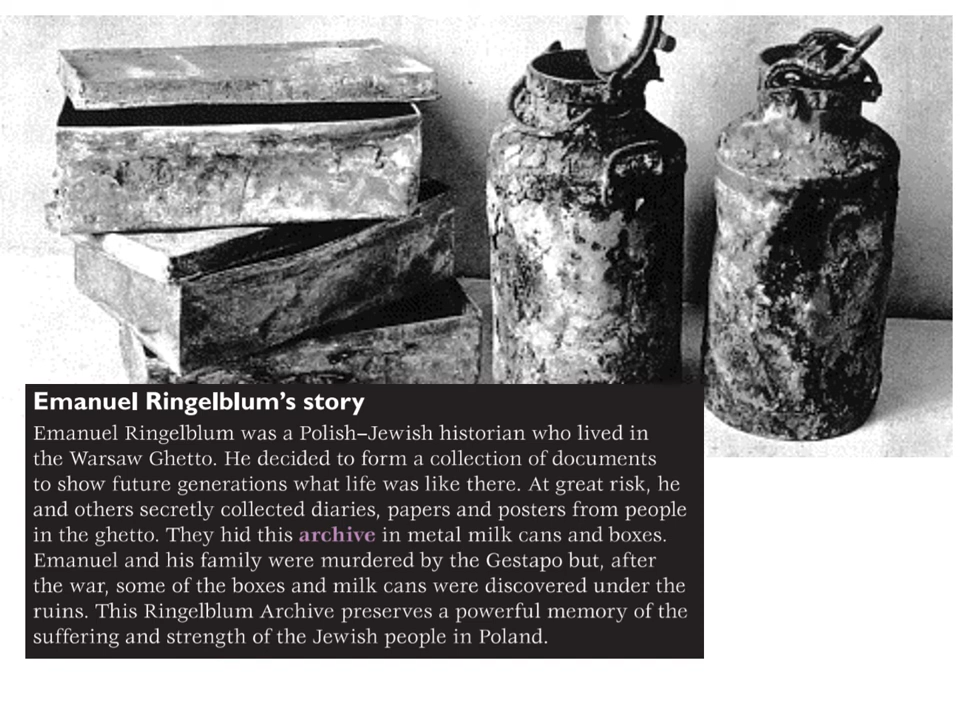 Emanuel Ringelblum's story
Emanuel Ringelblum was a Polish–Jewish historian who lived in
the Warsaw Ghetto. He decided to form a collection of documents
to show future generations what life was like there. At great risk, he
and others secretly collected diaries, papers and posters from people
in the ghetto. They hid this archive in metal milk cans and boxes.
Emanuel and his family were murdered by the Gestapo but, after
the war, some of the boxes and milk cans were discovered under the
ruins. This Ringelblum Archive preserves a powerful memory of the
suffering and strength of the Jewish people in Poland.